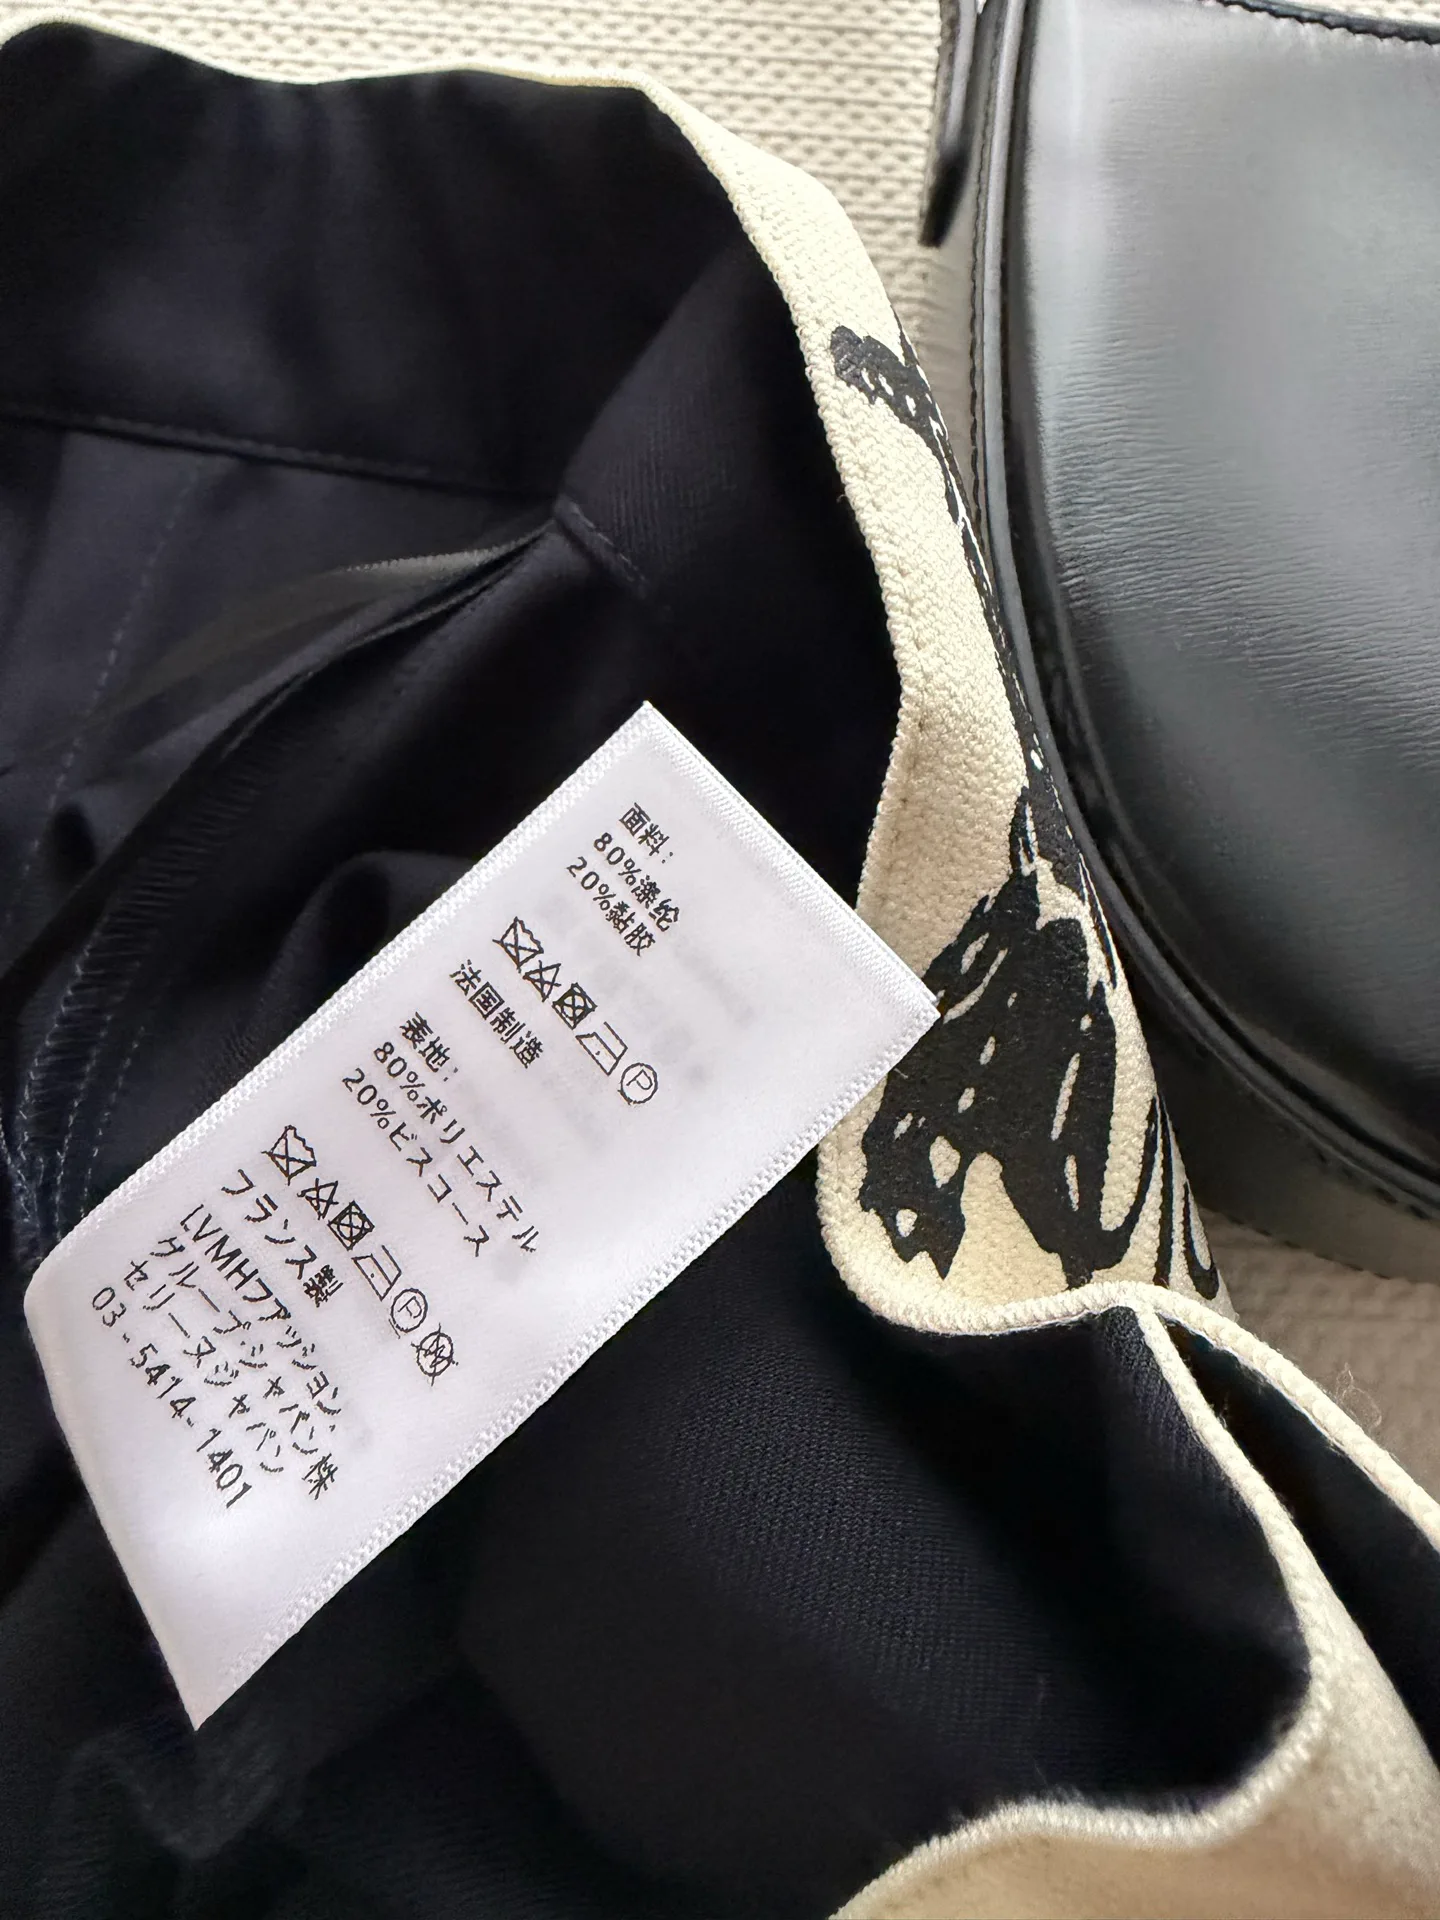 面料:
80%涤纶
20%黏胶
P
法国制造
表地:
80%ポリエステル
20%ビスコース
P W
フランス製
LVMHファッション.
グループ.ジャパン株
セリーヌジャパン
03-5414-1401